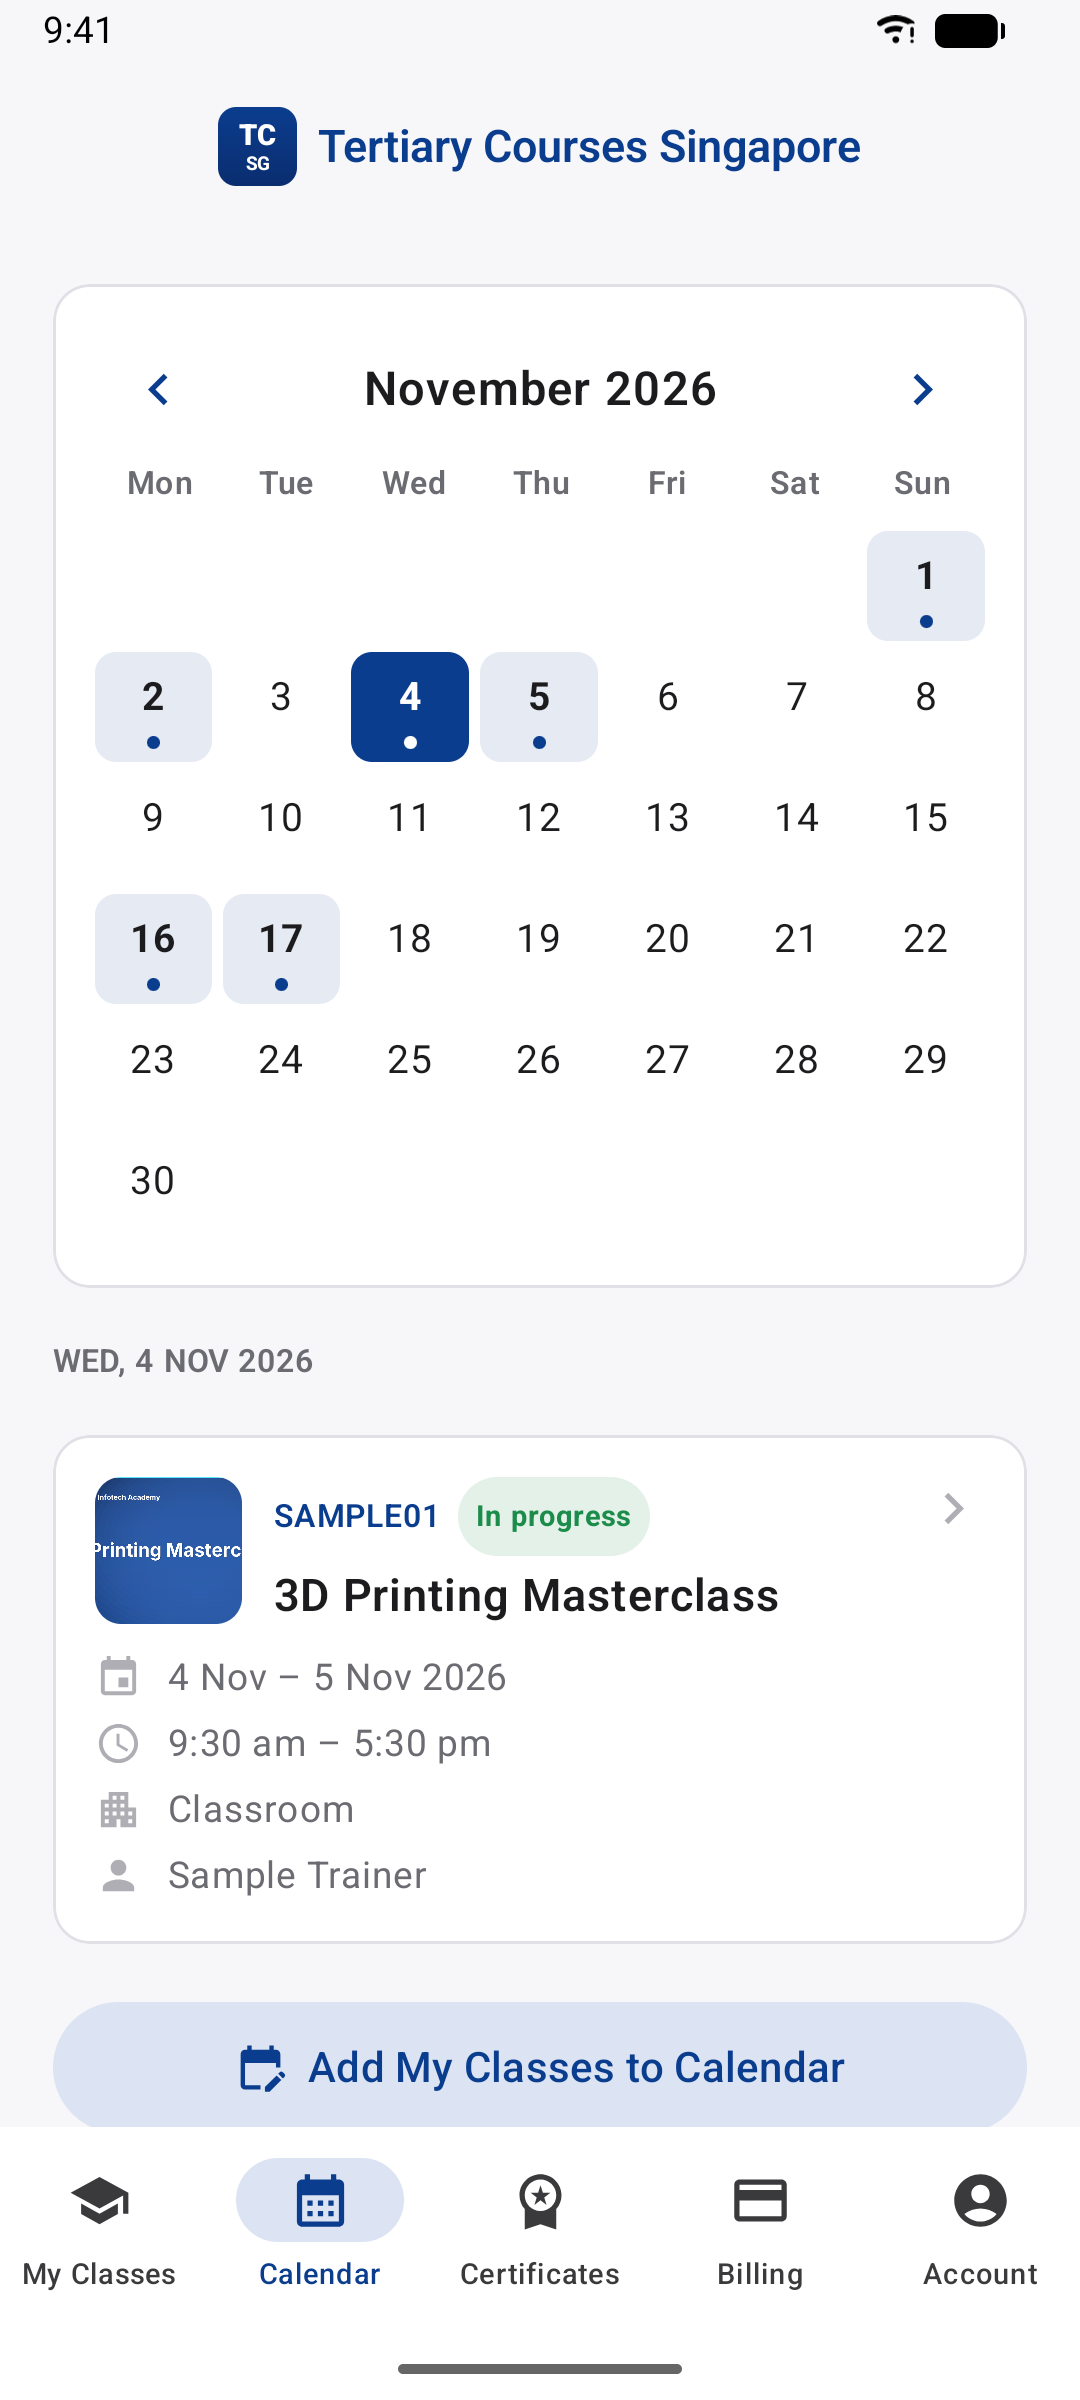 9:41
TC
SG
Tertiary Courses Singapore
November 2026
Mon Tue Wed Thu Fri Sat Sun
1
2 3 4 5 6 7 8
9 10 11 12 13 14 15
16 17 18 19 20 21 22
23 24 25 26 27 28 29
30
WED, 4 NOV 2026
Infotech Academy
Printing Masterc
SAMPLE01
In progress
3D Printing Masterclass
4 Nov – 5 Nov 2026
9:30 am – 5:30 pm
Classroom
Sample Trainer
Add My Classes to Calendar
My Classes Calendar Certificates Billing Account